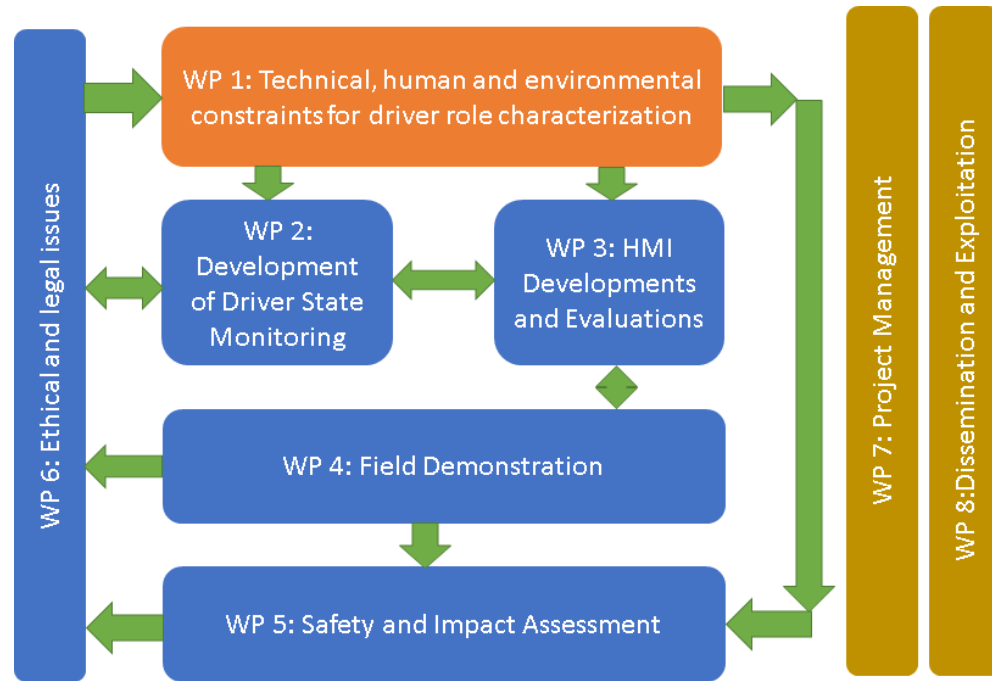 WP 6: Ethical and legal issues
WP 1: Technical, human and environmental
constraints for driver role characterization
WP 2:
Development
of Driver State
Monitoring
WP 3: HMI
Developments
and Evaluations
WP 4: Field Demonstration
WP 5: Safety and Impact Assessment
WP 7: Project Management
WP 8:Dissemination and Exploitation